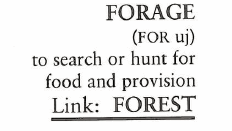 FORAGE
(FOR uj)
to search or hunt for
food and provision
Link: FOREST